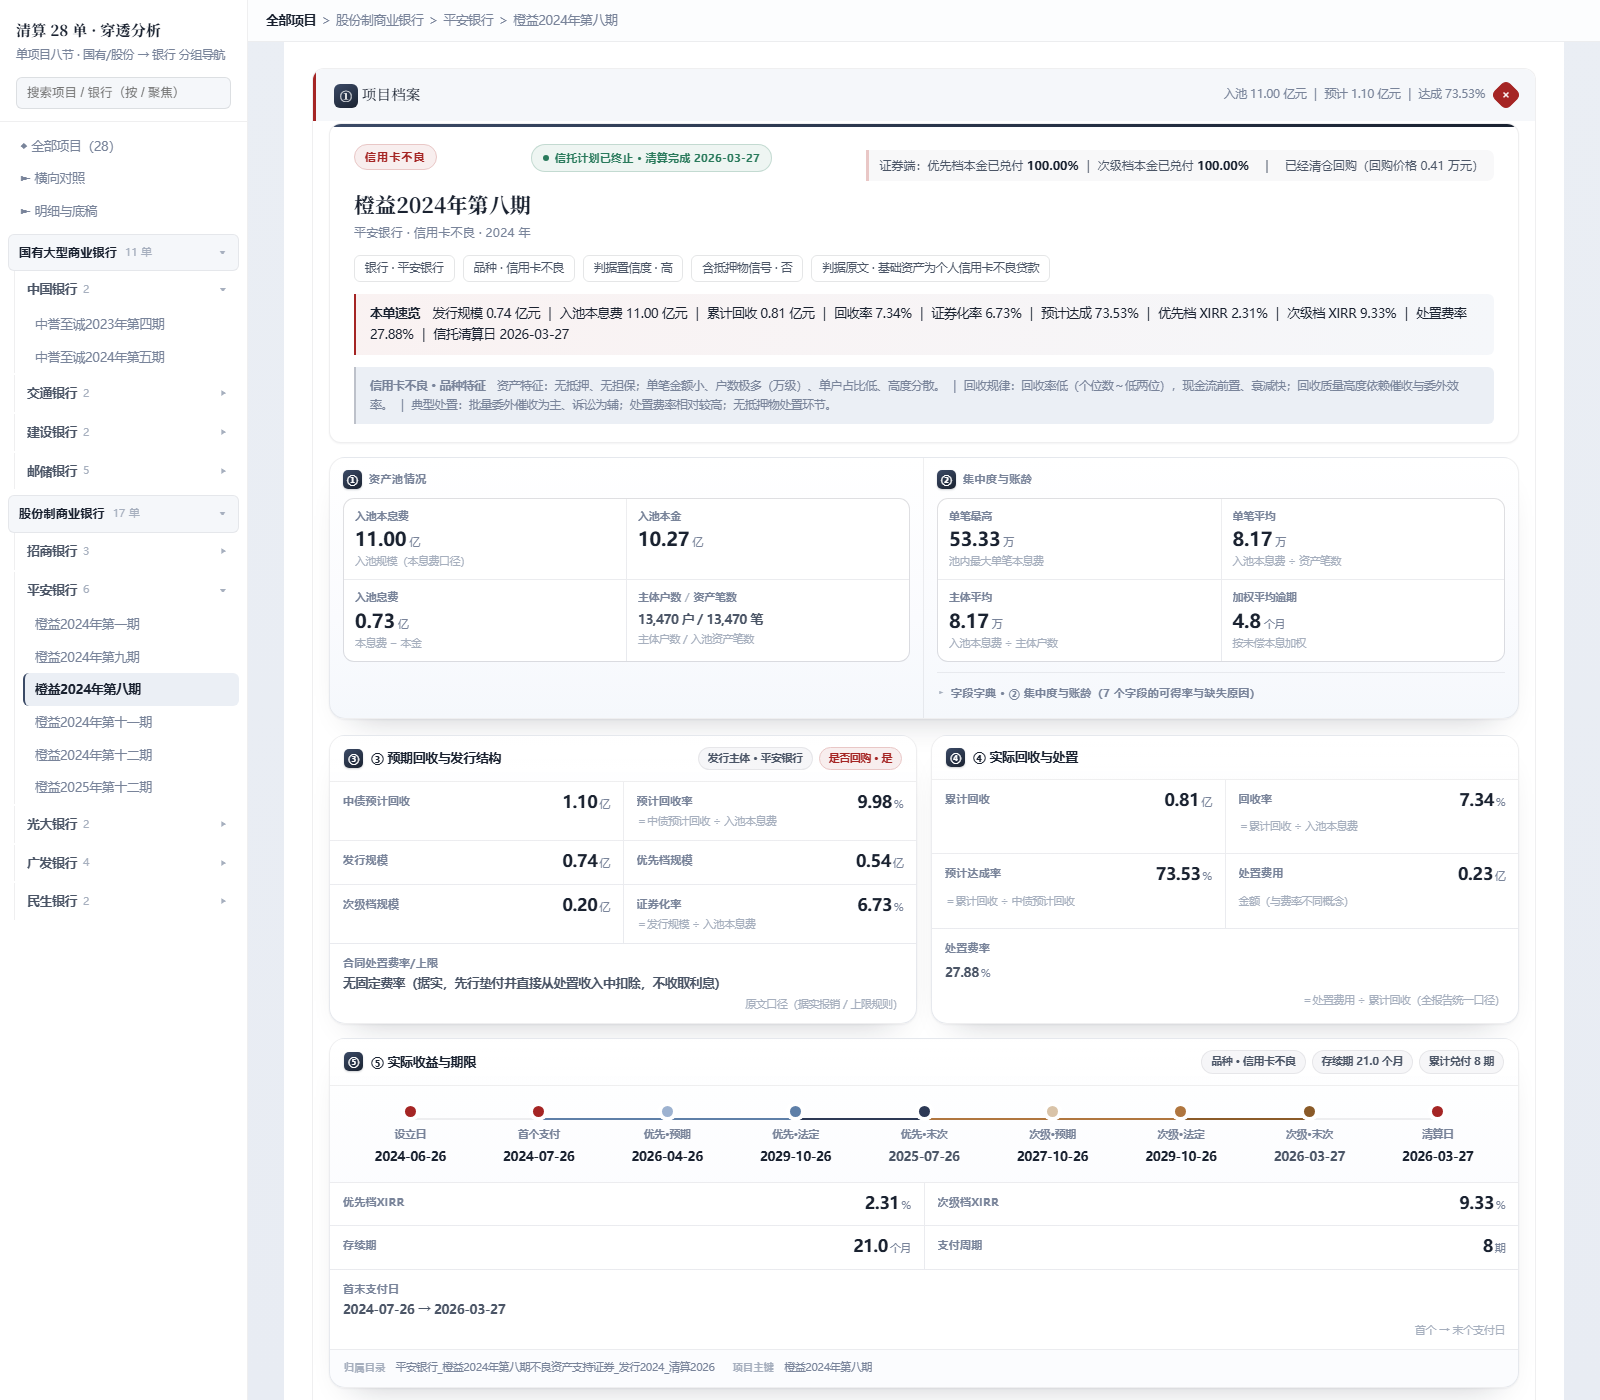 清算 28 单 · 穿透分析
单项目八节 · 国有/股份 → 银行 分组导航
搜索项目 / 银行（按 / 聚焦）
全部项目（28）
横向对照
明细与底稿
国有大型商业银行 11 单
中国银行 2
中誉至诚2023年第四期
中誉至诚2024年第五期
交通银行 2
建设银行 2
邮储银行 5
股份制商业银行 17 单
招商银行 3
平安银行 6
橙益2024年第一期
橙益2024年第九期
橙益2024年第八期
橙益2024年第十一期
橙益2024年第十二期
橙益2025年第十二期
光大银行 2
广发银行 4
民生银行 2
全部项目 > 股份制商业银行 > 平安银行 > 橙益2024年第八期
① 项目档案
入池 11.00 亿元 | 预计 1.10 亿元 | 达成 73.53% ×
信用卡不良
信托计划已终止 • 清算完成 2026-03-27
证券端：优先档本金已兑付 100.00% | 次级档本金已兑付 100.00% | 已经清仓回购（回购价格 0.41 万元）
橙益2024年第八期
平安银行 · 信用卡不良 · 2024 年
银行 · 平安银行 品种 · 信用卡不良 判据置信度 · 高 含抵押物信号 · 否 判据原文 · 基础资产为个人信用卡不良贷款
本单速览 发行规模 0.74 亿元 | 入池本息费 11.00 亿元 | 累计回收 0.81 亿元 | 回收率 7.34% | 证券化率 6.73% | 预计达成 73.53% | 优先档 XIRR 2.31% | 次级档 XIRR 9.33% | 处置费率
27.88% | 信托清算日 2026-03-27
信用卡不良 • 品种特征 资产特征：无抵押、无担保；单笔金额小、户数极多（万级）、单户占比低、高度分散。 | 回收规律：回收率低（个位数～低两位），现金流前置、衰减快；回收质量高度依赖催收与委外效
率。 | 典型处置：批量委外催收为主、诉讼为辅；处置费率相对较高；无抵押物处置环节。
① 资产池情况
入池本息费
11.00 亿
入池规模（本息费口径）
入池本金
10.27 亿
入池息费
0.73 亿
本息费 − 本金
主体户数 / 资产笔数
13,470 户 / 13,470 笔
主体户数 / 入池资产笔数
② 集中度与账龄
单笔最高
53.33 万
池内最大单笔本息费
单笔平均
8.17 万
入池本息费 ÷ 资产笔数
主体平均
8.17 万
入池本息费 ÷ 主体户数
加权平均逾期
4.8 个月
按未偿本息加权
字段字典 • ② 集中度与账龄（7 个字段的可得率与缺失原因）
③ ③ 预期回收与发行结构
发行主体 • 平安银行 是否回购 • 是
中债预计回收 1.10 亿
预计回收率 9.98 %
= 中债预计回收 ÷ 入池本息费
发行规模 0.74 亿
优先档规模 0.54 亿
次级档规模 0.20 亿
证券化率 6.73 %
= 发行规模 ÷ 入池本息费
合同处置费率/上限
无固定费率（据实，先行垫付并直接从处置收入中扣除，不收取利息）
原文口径（据实报销 / 上限规则）
④ ④ 实际回收与处置
累计回收 0.81 亿
回收率 7.34 %
= 累计回收 ÷ 入池本息费
预计达成率 73.53 %
= 累计回收 ÷ 中债预计回收
处置费用 0.23 亿
金额（与费率不同概念）
处置费率
27.88 %
= 处置费用 ÷ 累计回收（全报告统一口径）
⑤ ⑤ 实际收益与期限
品种 • 信用卡不良 存续期 21.0 个月 累计兑付 8 期
设立日 首个支付 优先•预期 优先•法定 优先•末次 次级•预期 次级•法定 次级•末次 清算日
2024-06-26 2024-07-26 2026-04-26 2029-10-26 2025-07-26 2027-10-26 2029-10-26 2026-03-27 2026-03-27
优先档XIRR 2.31 %
次级档XIRR 9.33 %
存续期 21.0 个月
支付周期 8 期
首末支付日
2024-07-26 → 2026-03-27
首个 → 末个支付日
归属目录 平安银行_橙益2024年第八期不良资产支持证券_发行2024_清算2026 项目主键 橙益2024年第八期